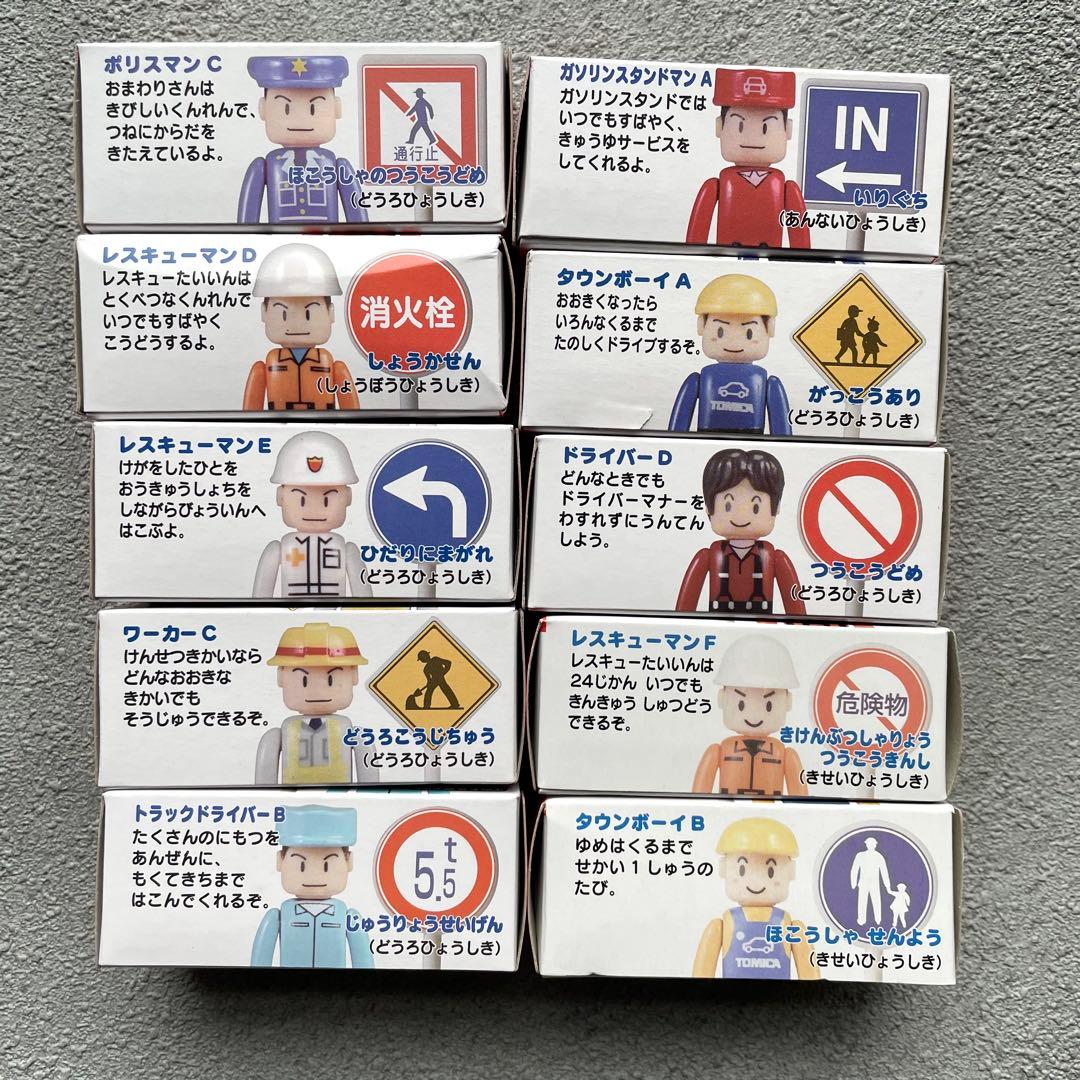 ポリスマン C
おまわりさんは
きびしいくんれんで、
つねにからだを
きたえているよ。
通行止
ほこうしゃのつうこうどめ
(どうろひょうしき)
レスキューマン D
レスキューたいいんは
とくべつなくんれんで
いつでもすばやく
こうどうするよ。
消火栓
しょうかせん
(しょうぼうひょうしき)
レスキューマン E
けがをしたひとを
おうきゅうしょちを
しながらびょういんへ
はこぶよ。
ひだりにまがれ
(どうろひょうしき)
ワーカー C
けんせつきかいなら
どんなおおきな
きかいでも
そうじゅうできるぞ。
どうろこうじちゅう
(どうろひょうしき)
トラックドライバー B
たくさんのにもつを
あんぜんに、
もくてきちまで
はこんでくれるぞ。
5.5t
じゅうりょうせいげん
(どうろひょうしき)
ガソリンスタンドマン A
ガソリンスタンドでは
いつでもすばやく、
きゅうゆサービスを
してくれるよ。
IN
いりぐち
(あんないひょうしき)
タウンボーイ A
おおきくなったら
いろんなくるまで
たのしくドライブするぞ。
TOMICA
がっこうあり
(どうろひょうしき)
ドライバー D
どんなときでも
ドライバーマナーを
わすれずにうんてん
しよう。
つうこうどめ
(どうろひょうしき)
レスキューマン F
レスキューたいいんは
24じかん いつでも
きんきゅう しゅつどう
できるぞ。
危険物
きけんぶつしゃりょう
つうこうきんし
(きせいひょうしき)
タウンボーイ B
ゆめはくるまで
せかい1しゅうの
たび。
TOMICA
ほこうしゃ せんよう
(きせいひょうしき)